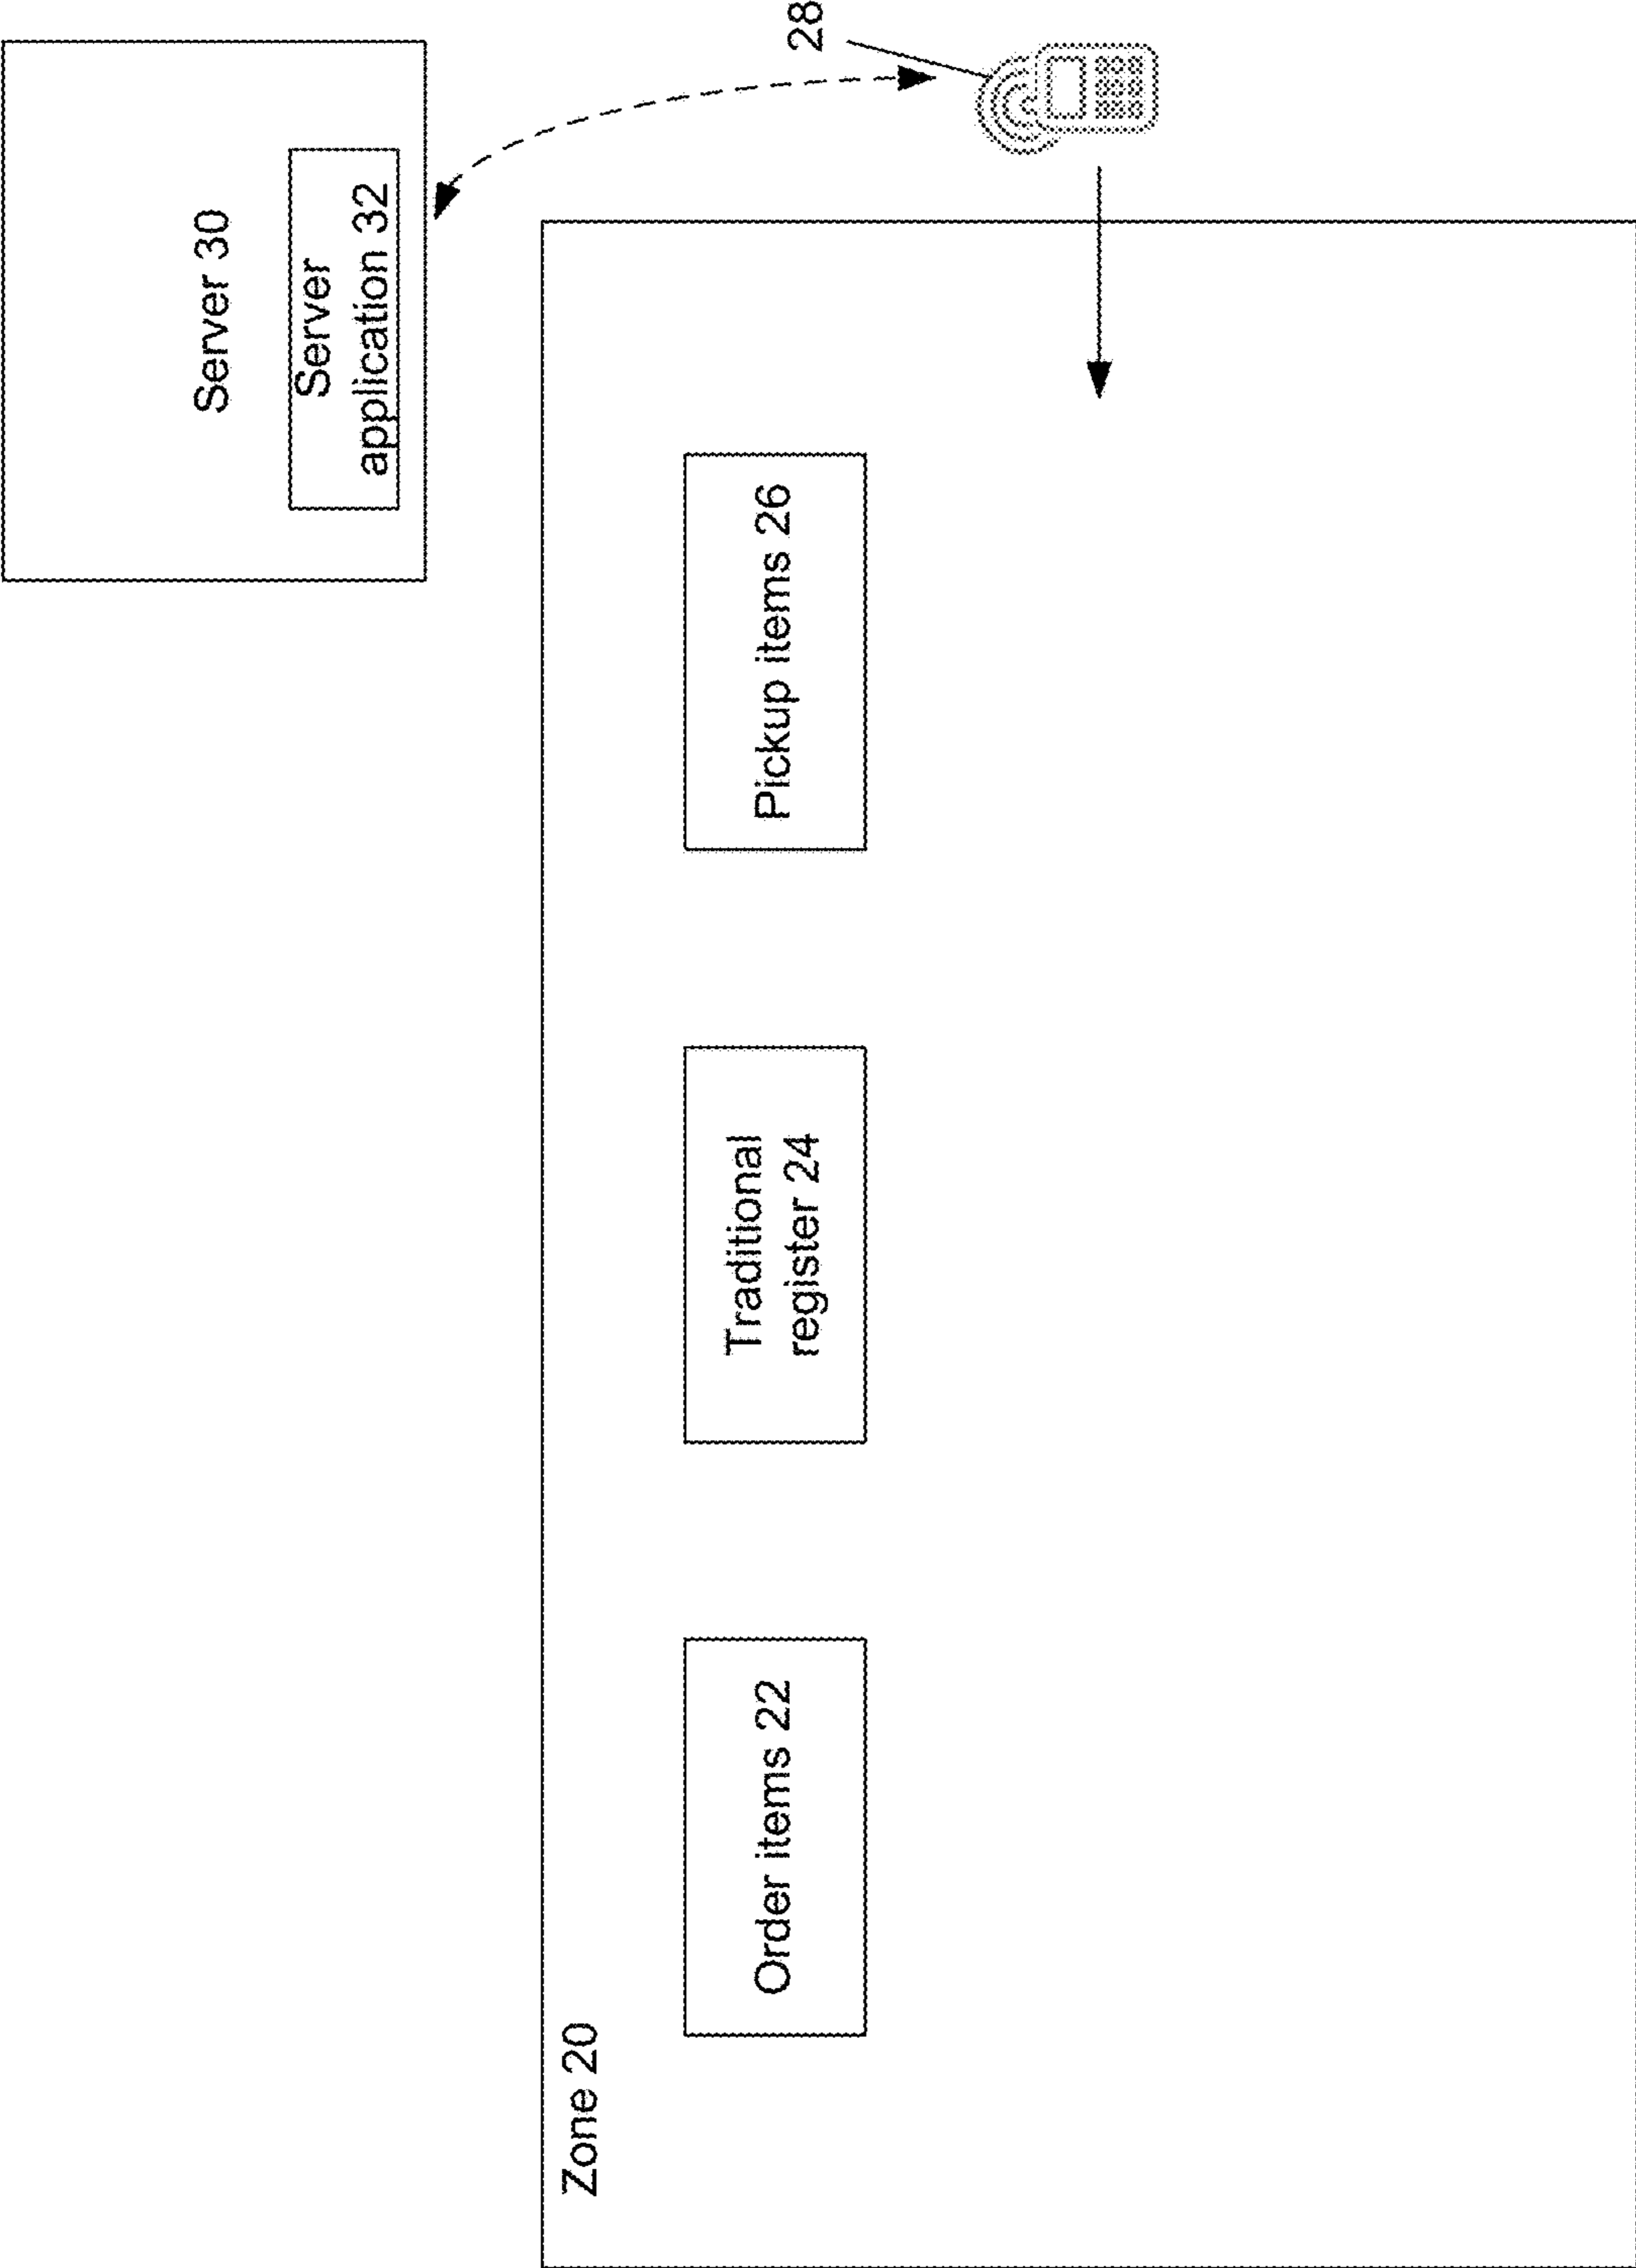 Server 30
Server
application 32
28
Zone 20
Order items 22
Traditional
register 24
Pickup items 26